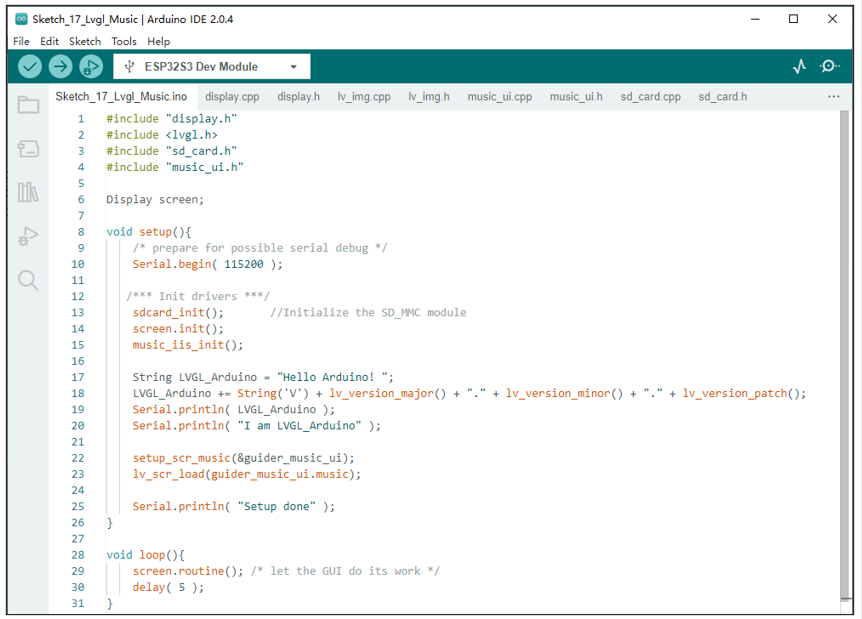 Sketch_17_Lvgl_Music | Arduino IDE 2.0.4
File Edit Sketch Tools Help
ESP32S3 Dev Module
Sketch_17_Lvgl_Music.ino display.cpp display.h lv_img.cpp lv_img.h music_ui.cpp music_ui.h sd_card.cpp sd_card.h ...
1 #include "display.h"
2 #include <lvgl.h>
3 #include "sd_card.h"
4 #include "music_ui.h"
5
6 Display screen;
7
8 void setup(){
9 /* prepare for possible serial debug */
10 Serial.begin( 115200 );
11
12 /*** Init drivers ***/
13 sdcard_init(); //Initialize the SD_MMC module
14 screen.init();
15 music_iis_init();
16
17 String LVGL_Arduino = "Hello Arduino! ";
18 LVGL_Arduino += String('V') + lv_version_major() + "." + lv_version_minor() + "." + lv_version_patch();
19 Serial.println( LVGL_Arduino );
20 Serial.println( "I am LVGL_Arduino" );
21
22 setup_scr_music(&guider_music_ui);
23 lv_scr_load(guider_music_ui.music);
24
25 Serial.println( "Setup done" );
26 }
27
28 void loop(){
29 screen.routine(); /* let the GUI do its work */
30 delay( 5 );
31 }